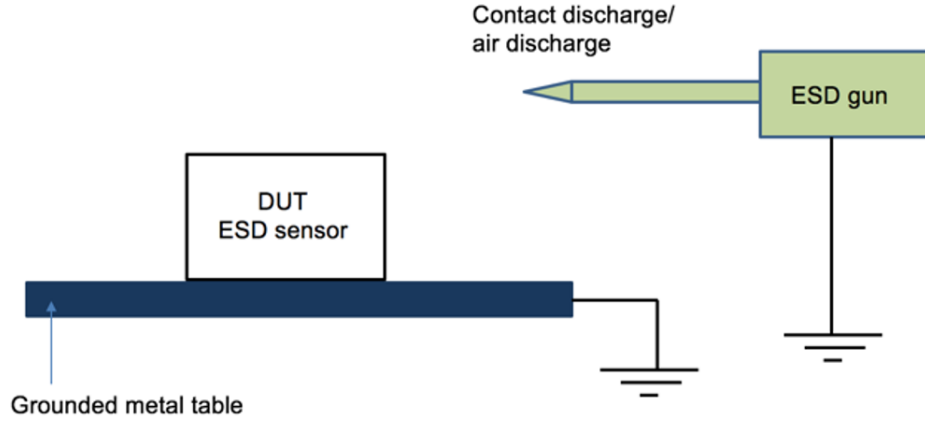 Contact discharge/
air discharge
ESD gun
DUT
ESD sensor
Grounded metal table